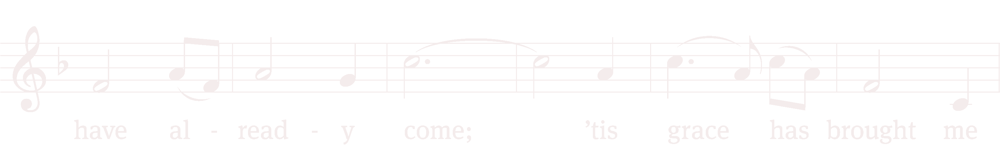 have al - read - y come; ’tis grace has brought me